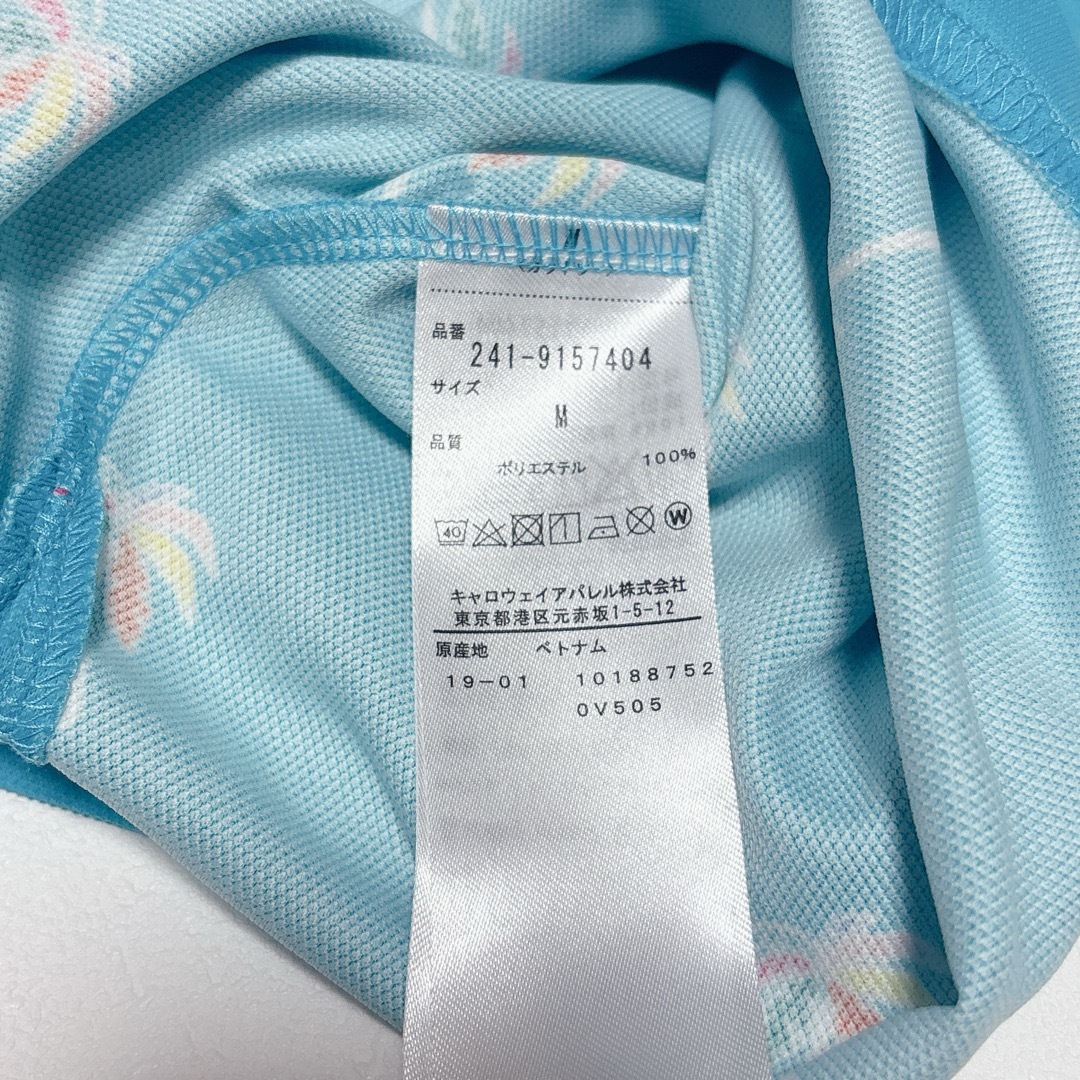 M
品番
241-9157404
サイズ
M
品質
ポリエステル 100%
40 W
キャロウェイアパレル株式会社
東京都港区元赤坂1-5-12
原産地 ベトナム
19-01 10188752
0V505